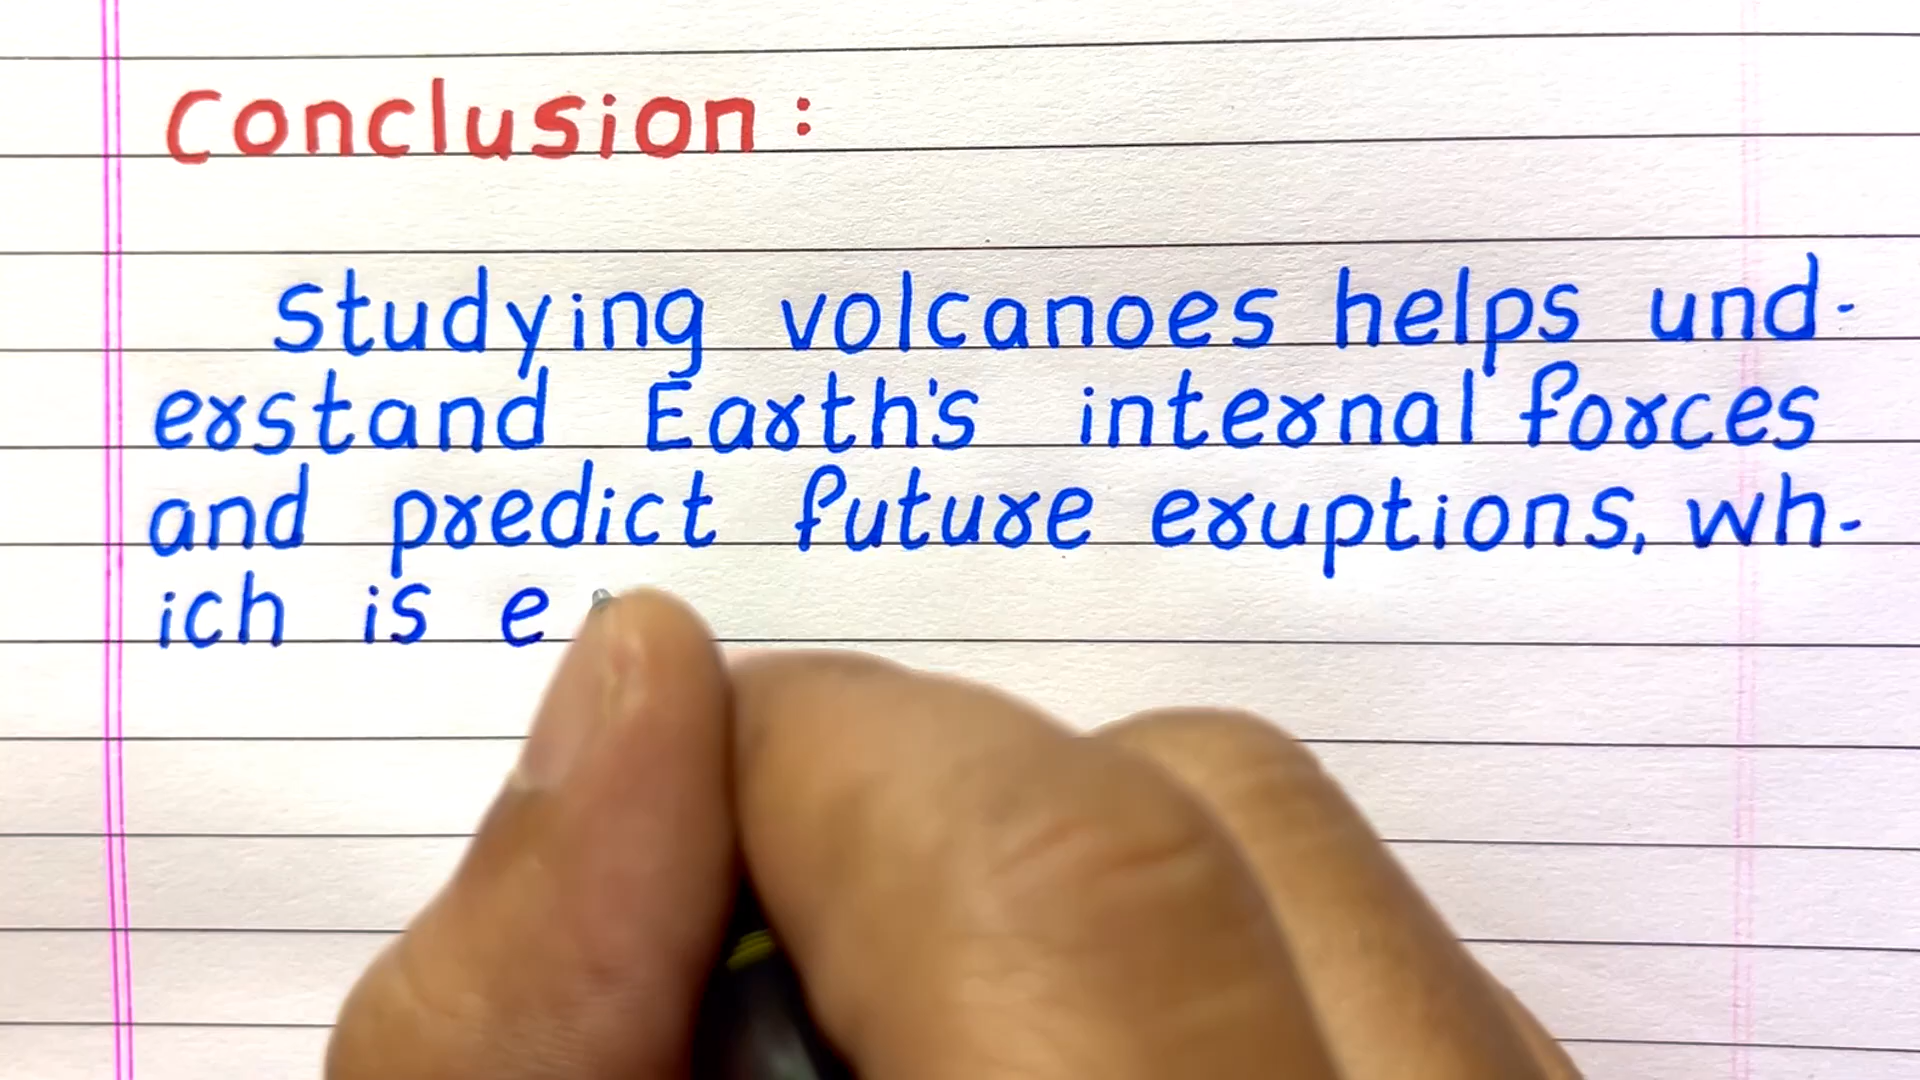 Conclusion :
Studying volcanoes helps und-
erstand Earth's internal forces
and predict future eruptions, wh-
ich is e